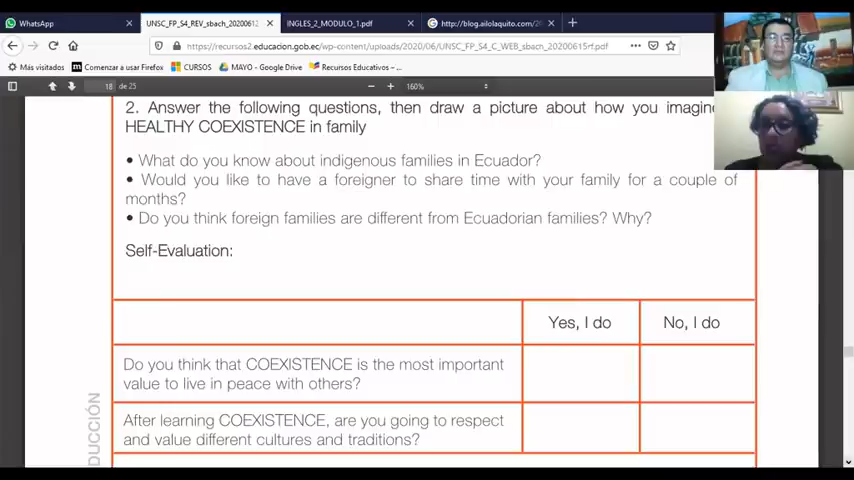 WhatsApp
UNSC_FP_S4_REV_sbach_2020061
INGLES_2_MODULO_1.pdf
http://blog.ailolaquito.com/20
https://recursos2.educacion.gob.ec/wp-content/uploads/2020/06/UNSC_FP_S4_C_WEB_sbach_20200615rf.pdf
Más visitados
Comenzar a usar Firefox
CURSOS
MAYO - Google Drive
Recursos Educativos –...
18 de 25
160%
2. Answer the following questions, then draw a picture about how you imagine
HEALTHY COEXISTENCE in family
• What do you know about indigenous families in Ecuador?
• Would you like to have a foreigner to share time with your family for a couple of
months?
• Do you think foreign families are different from Ecuadorian families? Why?
Self-Evaluation:
Yes, I do
No, I do
Do you think that COEXISTENCE is the most important
value to live in peace with others?
After learning COEXISTENCE, are you going to respect
and value different cultures and traditions?
DUCCIÓN